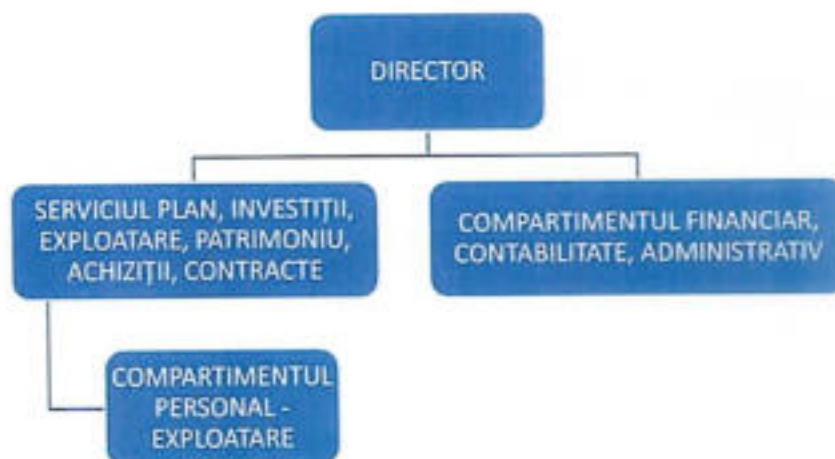 DIRECTOR
SERVICIUL PLAN, INVESTIȚII,
EXPLOATARE, PATRIMONIU,
ACHIZIȚII, CONTRACTE
COMPARTIMENTUL FINANCIAR,
CONTABILITATE, ADMINISTRATIV
COMPARTIMENTUL
PERSONAL -
EXPLOATARE